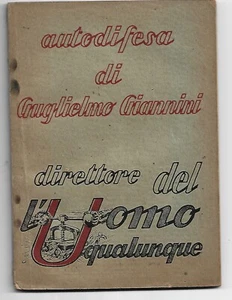 autodifesa
di
Guglielmo Giannini
direttore del
l'Uomo
qualunque